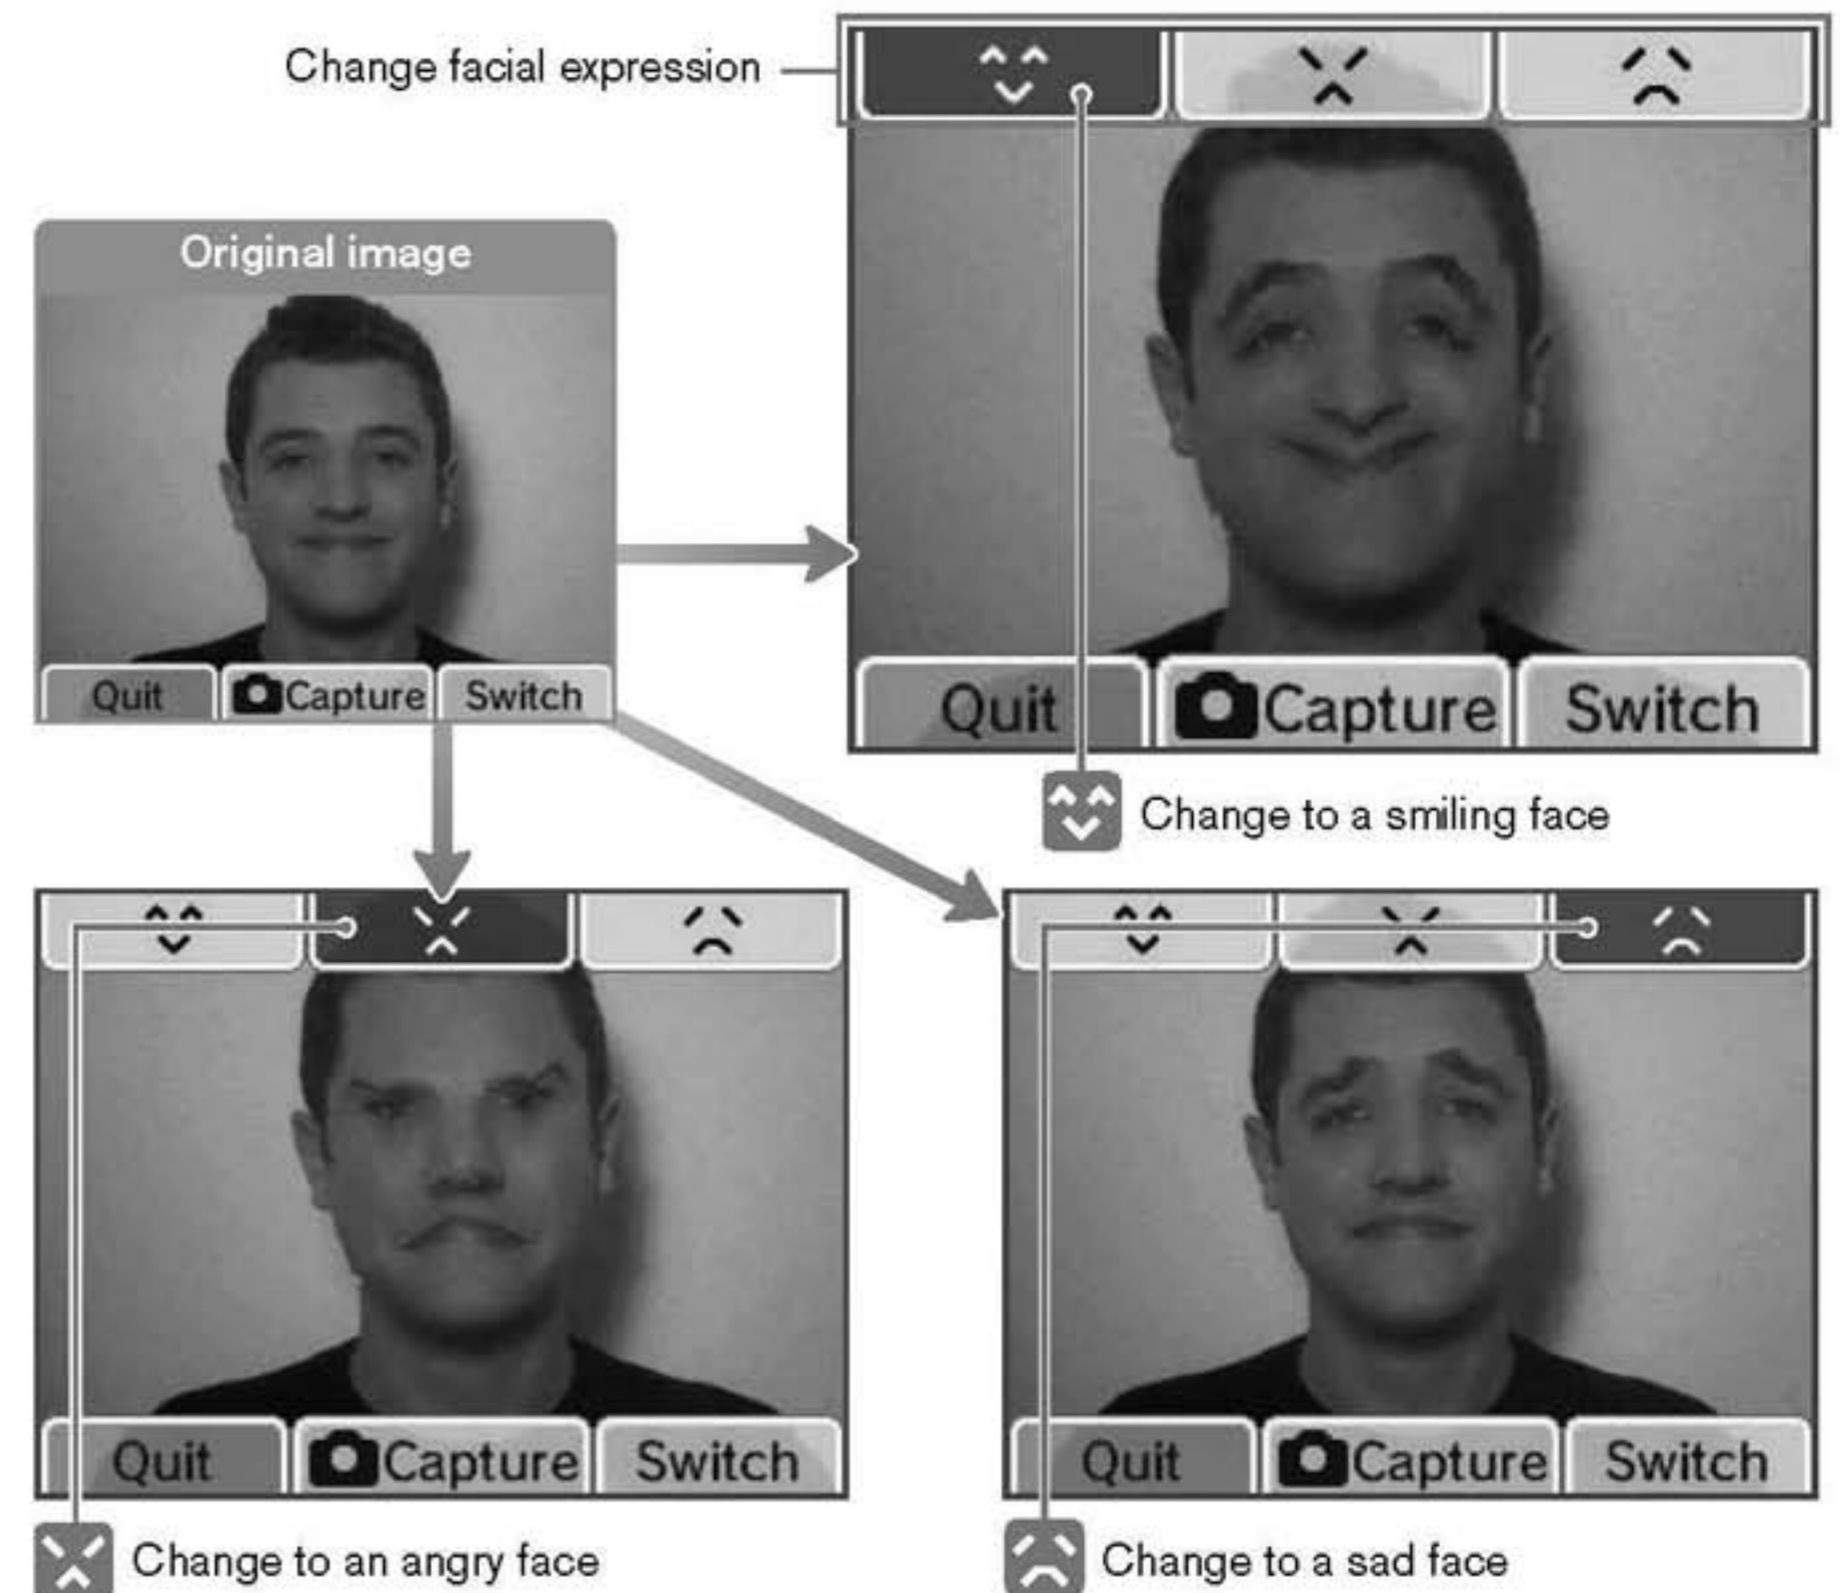 Change facial expression
Original image
Quit
Capture
Switch
Quit
Capture
Switch
Change to a smiling face
Quit
Capture
Switch
Change to an angry face
Quit
Capture
Switch
Change to a sad face